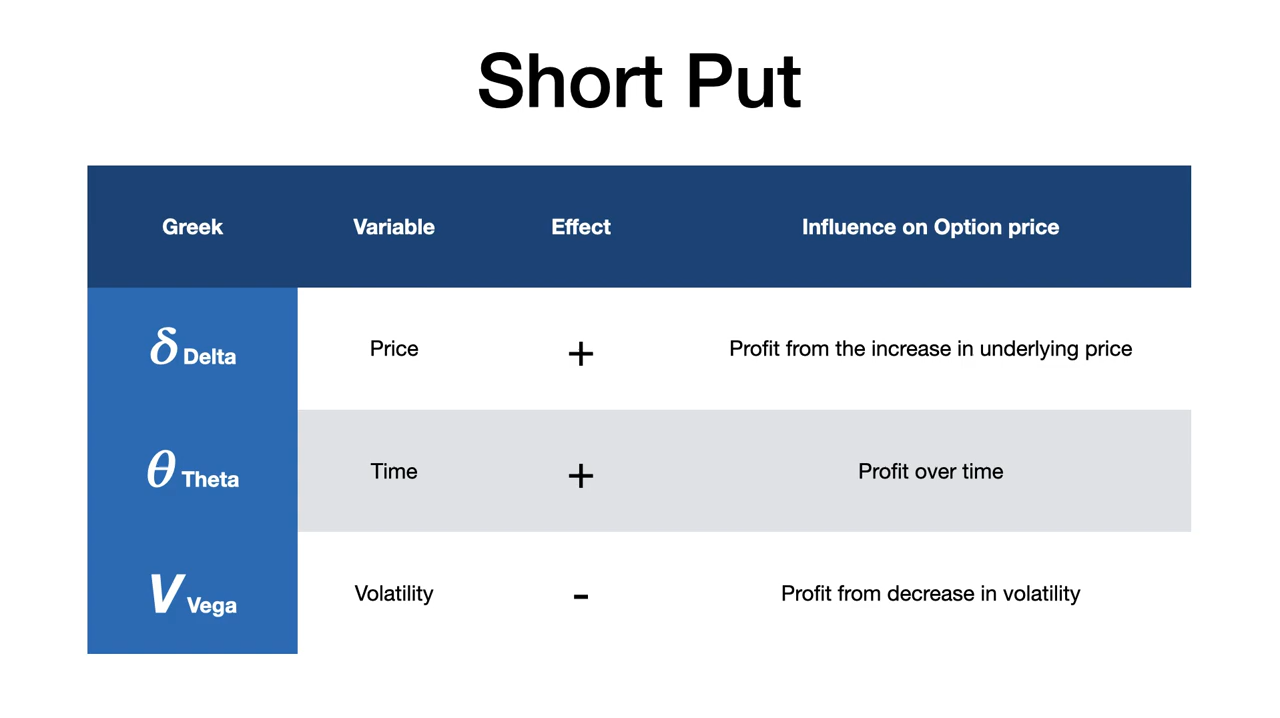 Short Put
Greek Variable Effect Influence on Option price
δ Delta Price + Profit from the increase in underlying price
θ Theta Time + Profit over time
V Vega Volatility - Profit from decrease in volatility